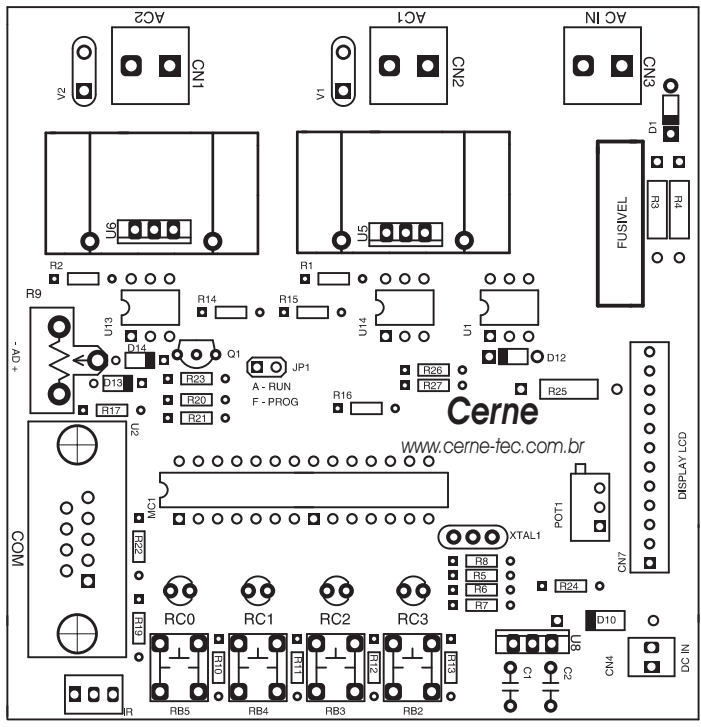 AC2
AC1
AC IN
V2
CN1
V1
CN2
CN3
D1
U6
U5
FUSIVEL
R3
R4
R2
R1
R9
U13
R14
R15
U14
U1
- AD +
D14
Q1
JP1
D12
D13
R23
A - RUN
R26
R27
R25
R17
R20
F - PROG
R16
R21
Cerne
U2
www.cerne-tec.com.br
DISPLAY LCD
MC1
POT1
COM
XTAL1
R22
R8
R5
R6
R7
R24
CN7
RC0
RC1
RC2
RC3
R19
D10
R10
R11
R12
R13
U8
CN4
DC IN
C1
C2
IR
RB5
RB4
RB3
RB2